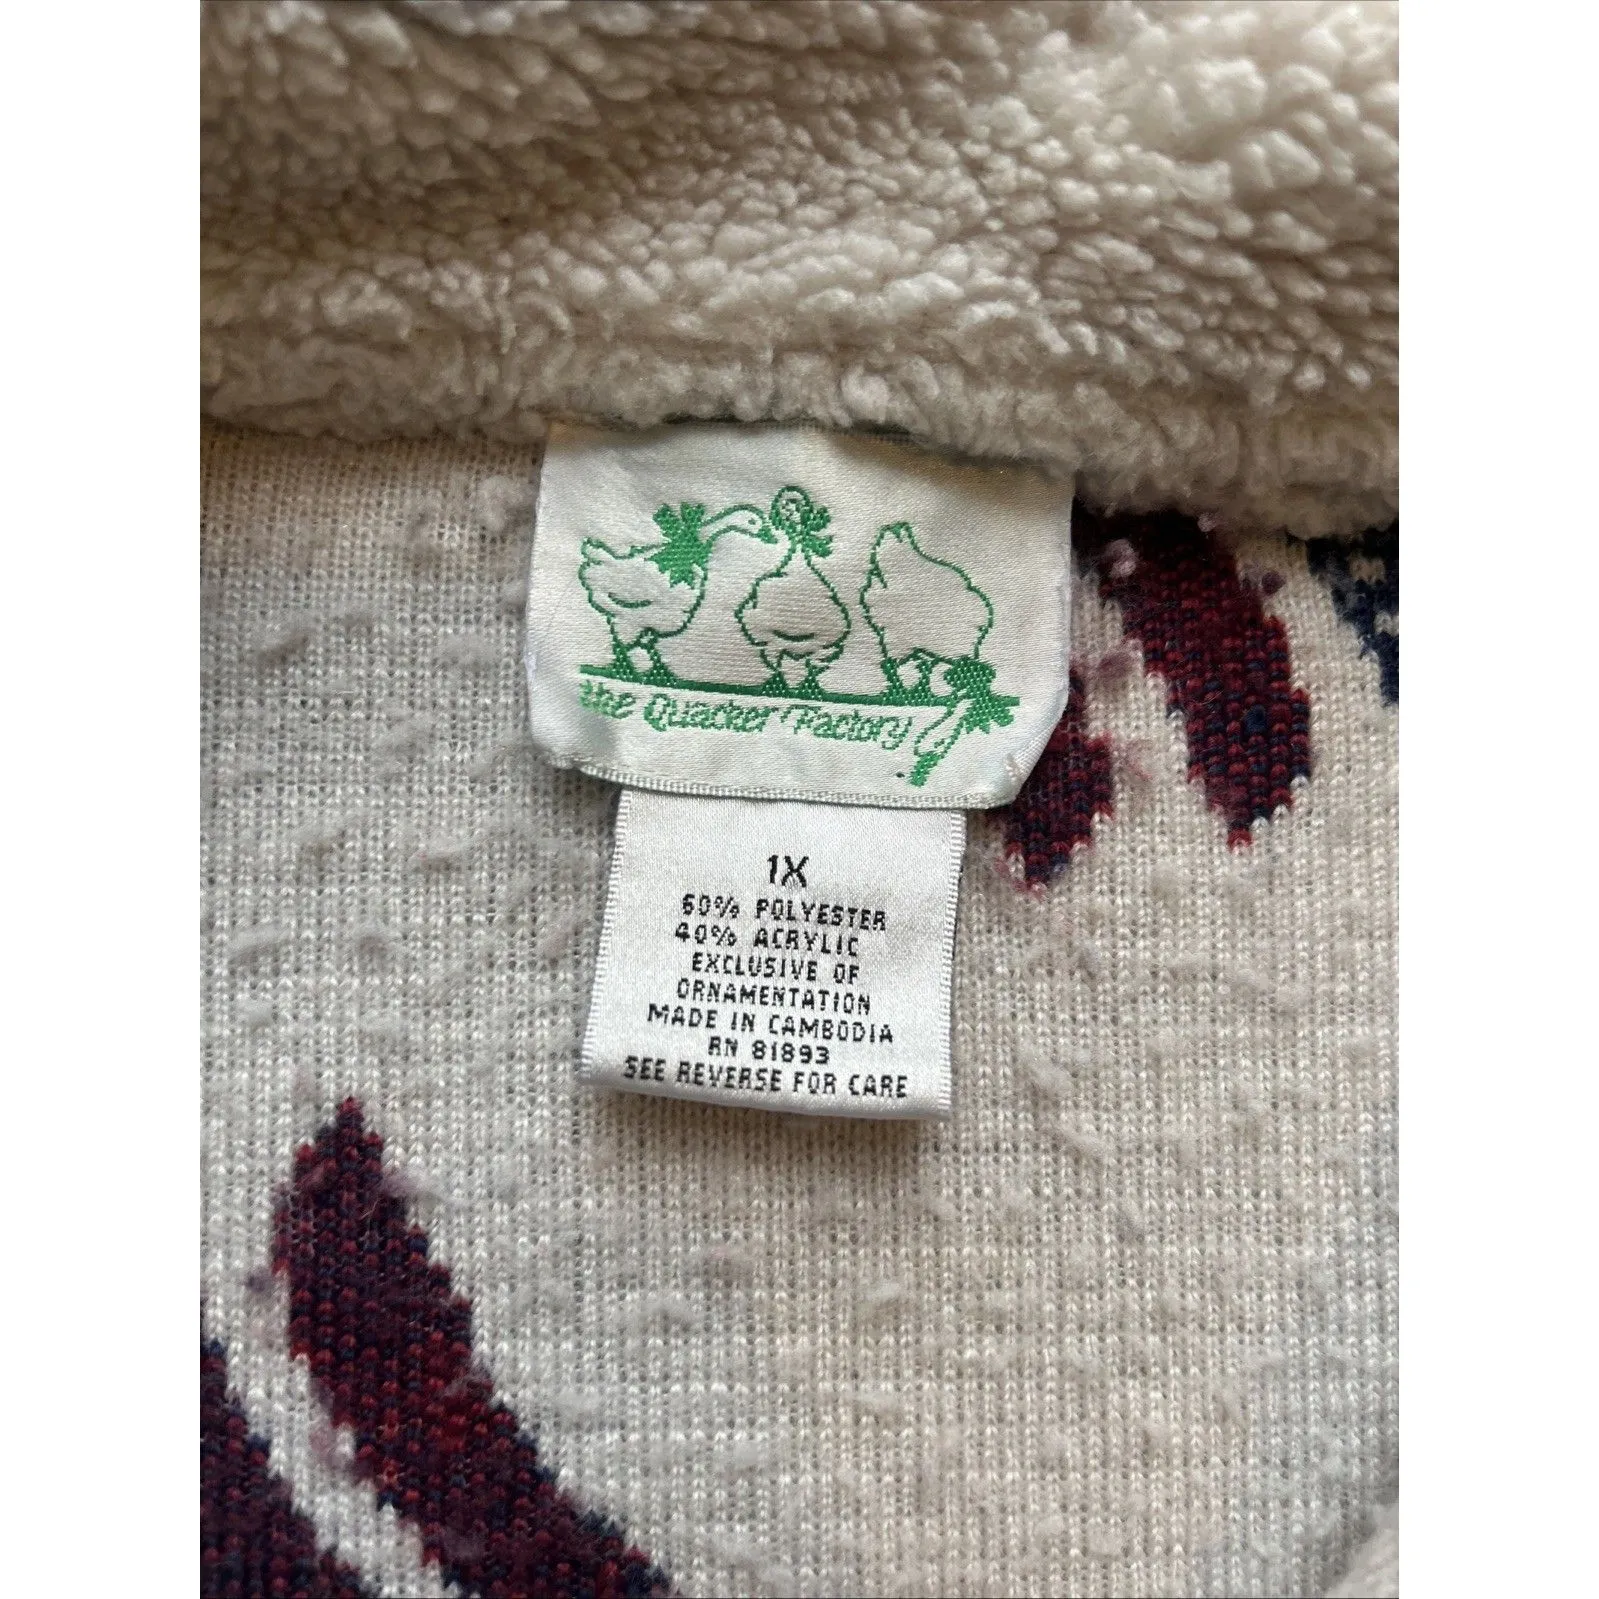 the Quacker Factory
1X
60% POLYESTER
40% ACRYLIC
EXCLUSIVE OF
ORNAMENTATION
MADE IN CAMBODIA
RN 81893
SEE REVERSE FOR CARE